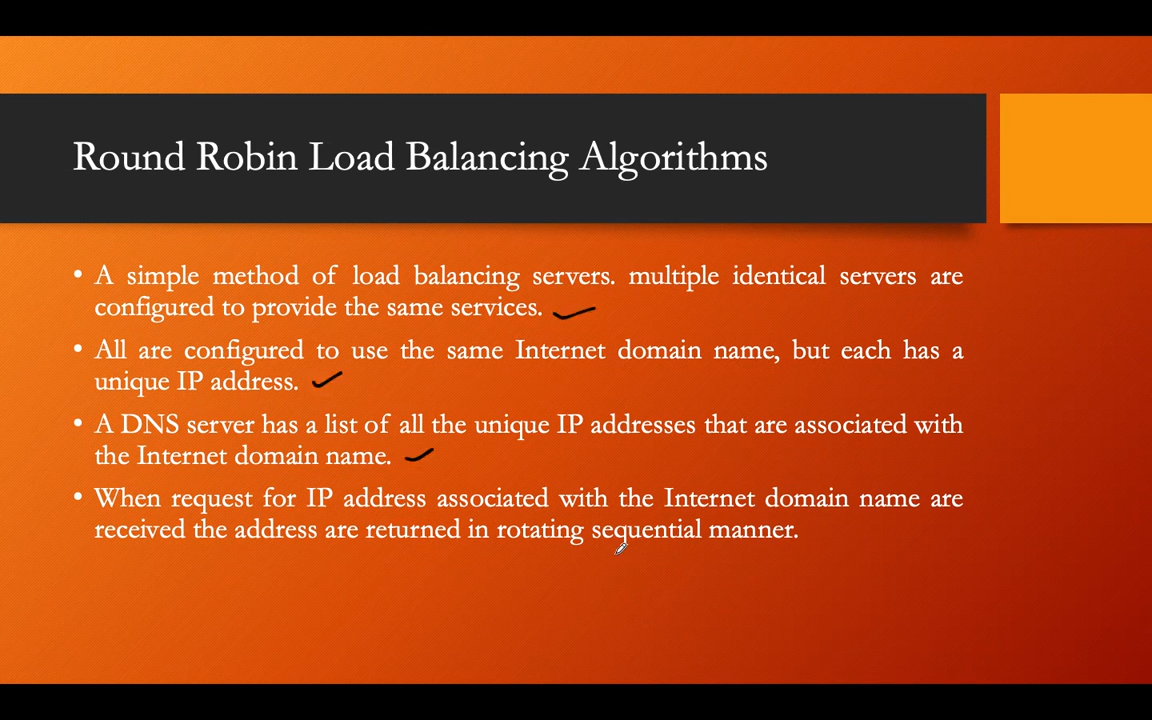 Round Robin Load Balancing Algorithms
• A simple method of load balancing servers. multiple identical servers are
configured to provide the same services.
• All are configured to use the same Internet domain name, but each has a
unique IP address.
• A DNS server has a list of all the unique IP addresses that are associated with
the Internet domain name.
• When request for IP address associated with the Internet domain name are
received the address are returned in rotating sequential manner.